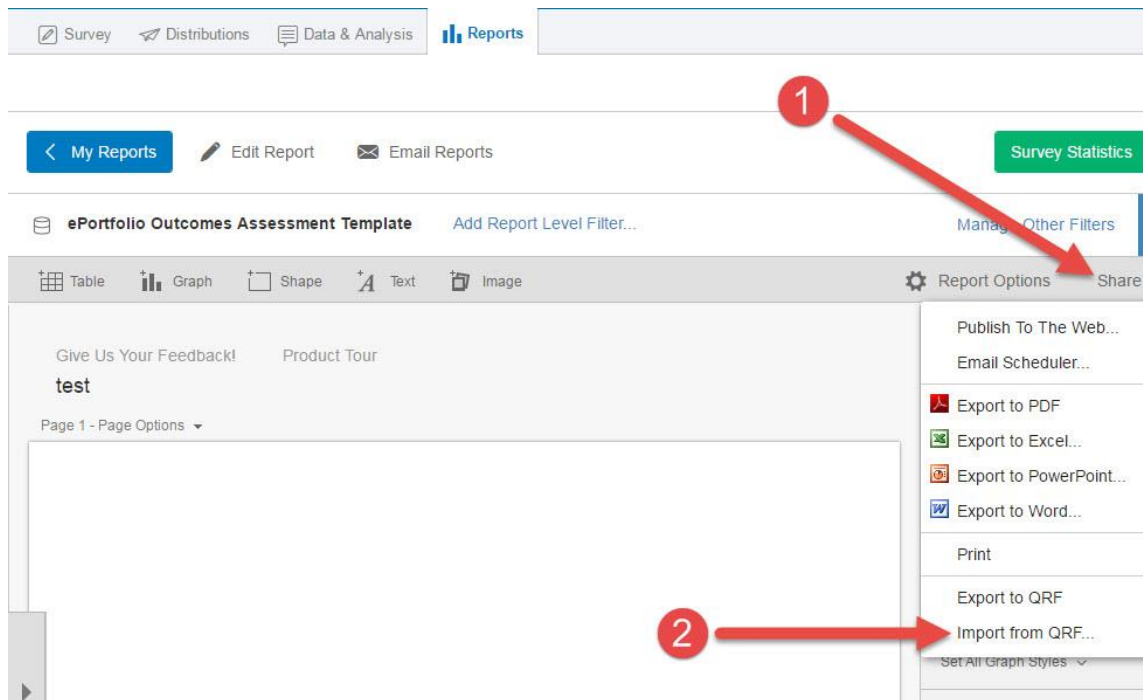 Survey Distributions Data & Analysis Reports
1
My Reports Edit Report Email Reports Survey Statistics
ePortfolio Outcomes Assessment Template Add Report Level Filter... Manage Other Filters
Table Graph Shape A Text Image Report Options Share
Publish To The Web...
Give Us Your Feedback! Product Tour
Email Scheduler...
test
Export to PDF
Page 1 - Page Options
Export to Excel...
Export to PowerPoint...
Export to Word...
Print
Export to QRF
2
Import from QRF...
Set All Graph Styles